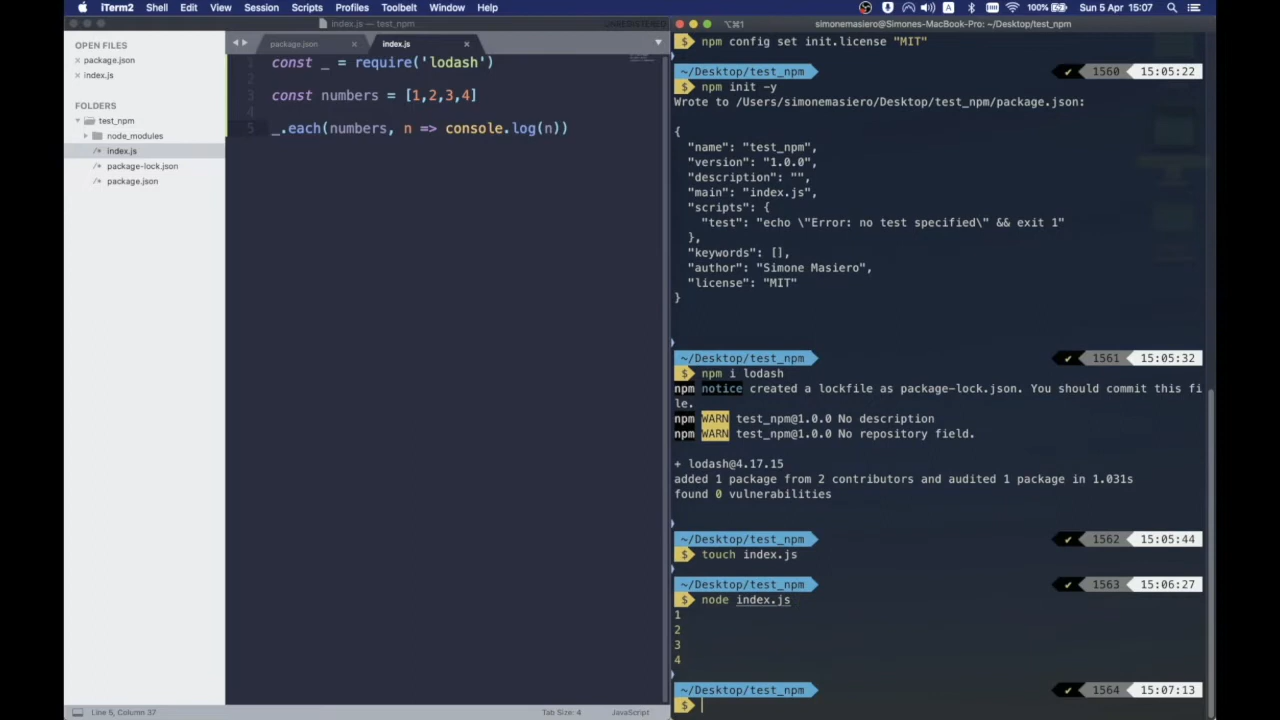 iTerm2 Shell Edit View Session Scripts Profiles Toolbelt Window Help 100% Sun 5 Apr 15:07
index.js — test_npm UNREGISTERED
⌥⌘1 simonemasiero@Simones-MacBook-Pro: ~/Desktop/test_npm
OPEN FILES
× package.json
× index.js
FOLDERS
test_npm
node_modules
/* index.js
/* package-lock.json
/* package.json
package.json × index.js ×
1 const _ = require('lodash')
2
3 const numbers = [1,2,3,4]
4
5 _.each(numbers, n => console.log(n))
Line 5, Column 37 Tab Size: 4 JavaScript
$ npm config set init.license "MIT"
~/Desktop/test_npm ✔ 1560 15:05:22
$ npm init -y
Wrote to /Users/simonemasiero/Desktop/test_npm/package.json:
{
"name": "test_npm",
"version": "1.0.0",
"description": "",
"main": "index.js",
"scripts": {
"test": "echo \"Error: no test specified\" && exit 1"
},
"keywords": [],
"author": "Simone Masiero",
"license": "MIT"
}
~/Desktop/test_npm ✔ 1561 15:05:32
$ npm i lodash
npm notice created a lockfile as package-lock.json. You should commit this fi
le.
npm WARN test_npm@1.0.0 No description
npm WARN test_npm@1.0.0 No repository field.
+ lodash@4.17.15
added 1 package from 2 contributors and audited 1 package in 1.031s
found 0 vulnerabilities
~/Desktop/test_npm ✔ 1562 15:05:44
$ touch index.js
~/Desktop/test_npm ✔ 1563 15:06:27
$ node index.js
1
2
3
4
~/Desktop/test_npm ✔ 1564 15:07:13
$